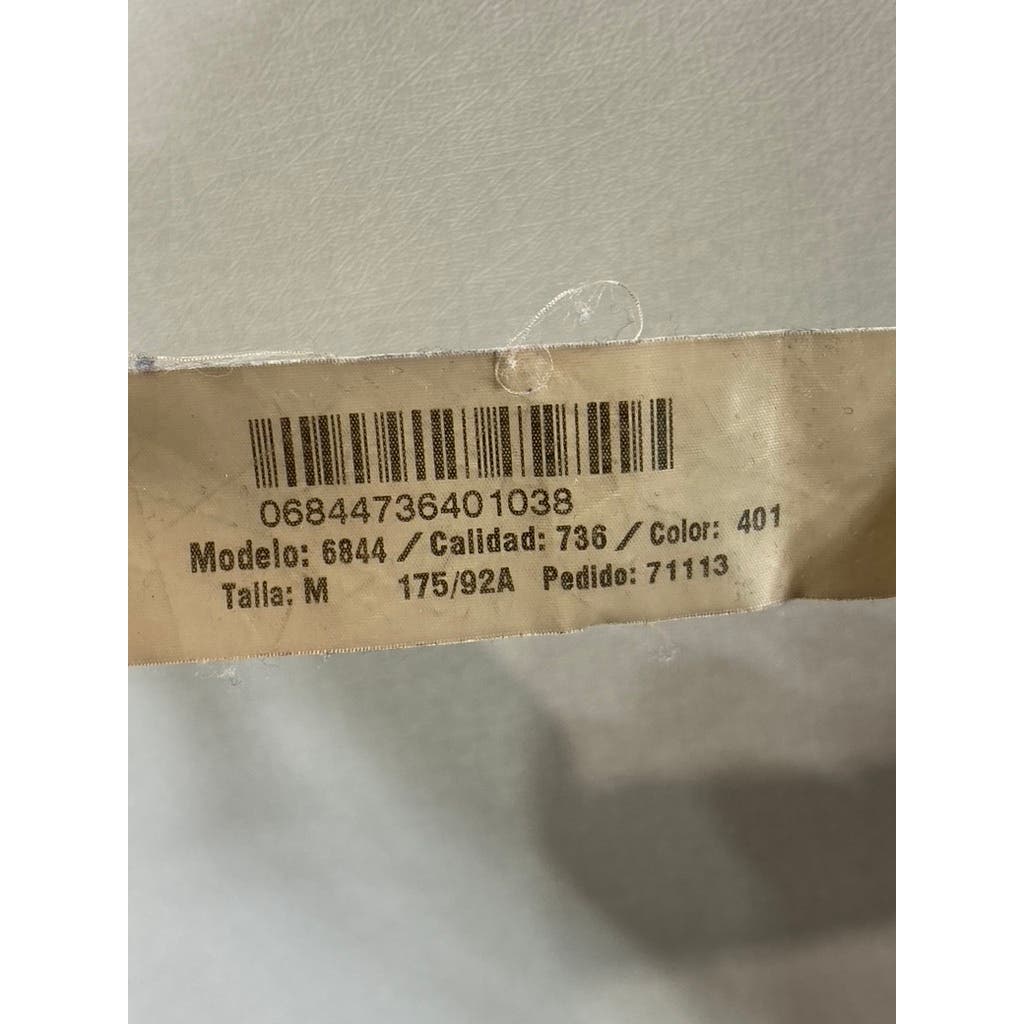 06844736401038
Modelo: 6844 / Calidad: 736 / Color: 401
Talla: M 175/92A Pedido: 71113